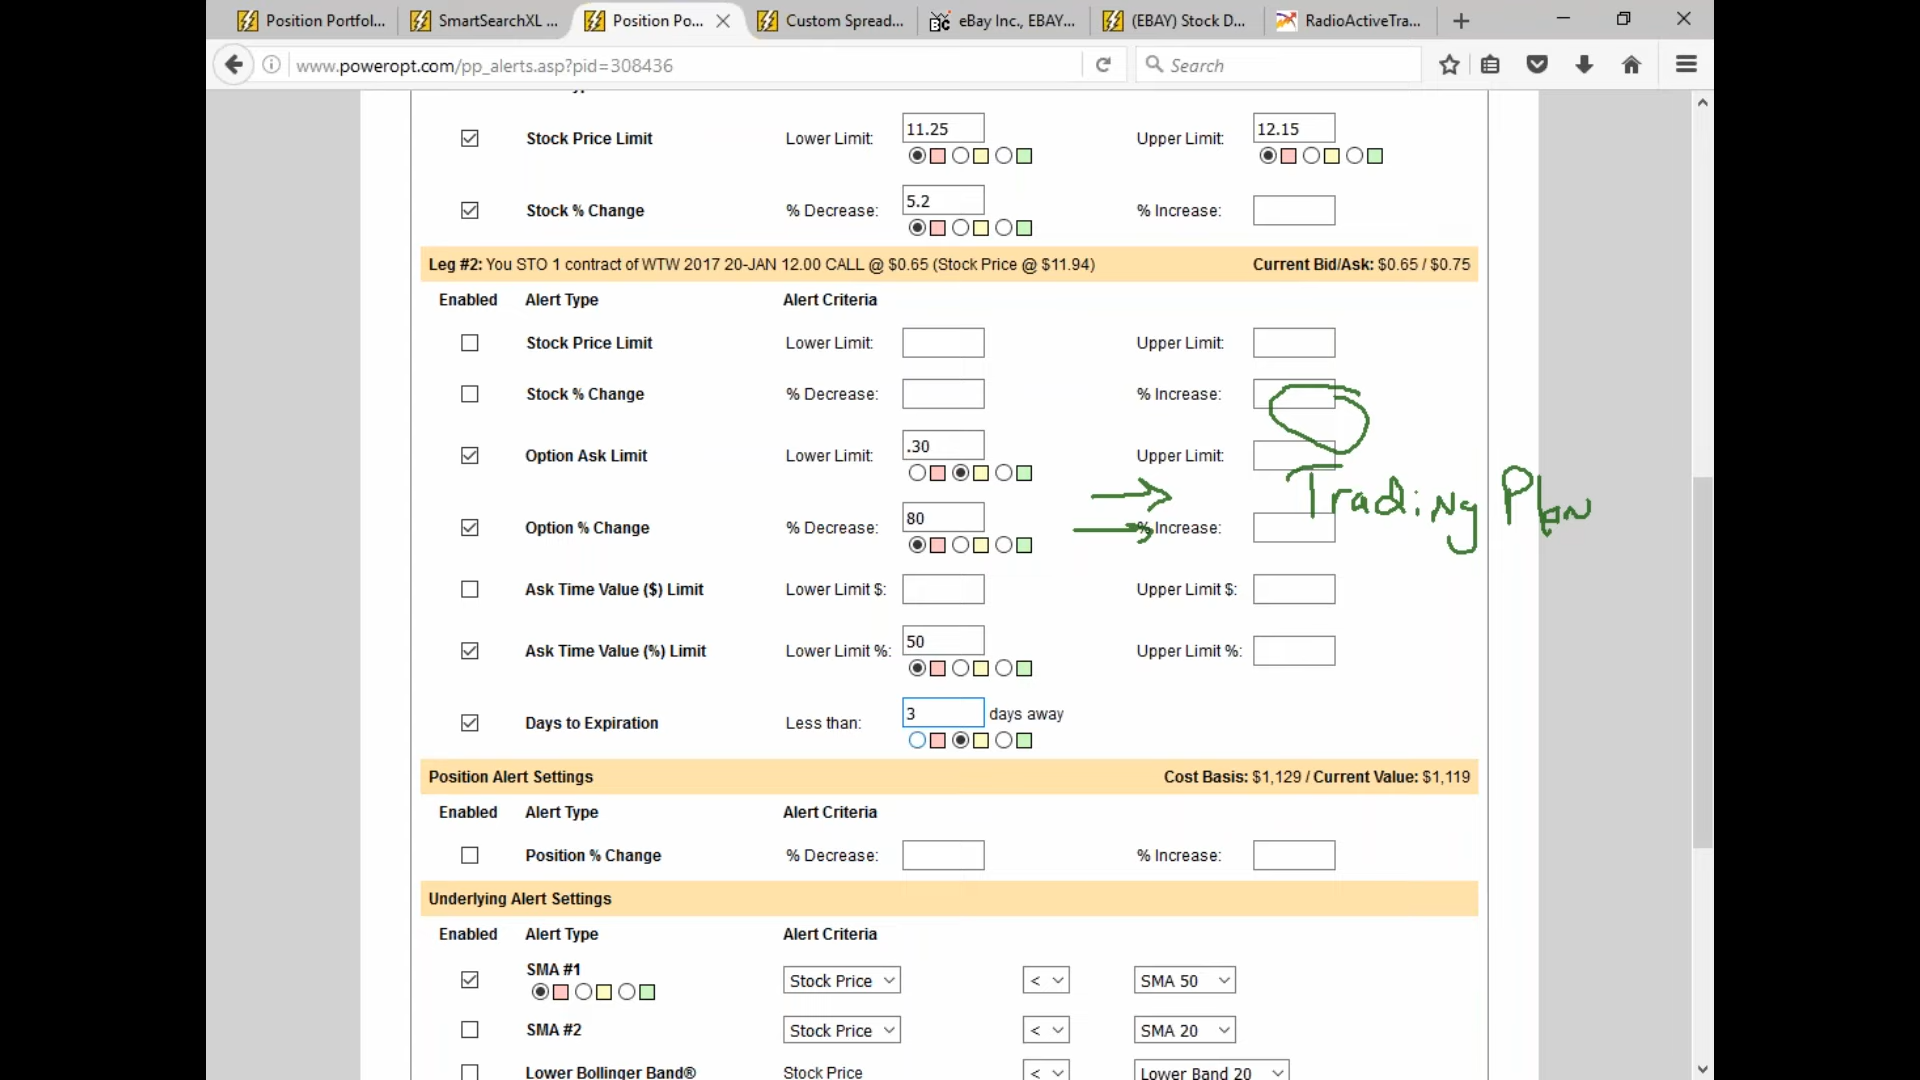 Position Portfol...
SmartSearchXL ...
Position Po...
Custom Spread...
eBay Inc., EBAY...
(EBAY) Stock D...
RadioActiveTra...
www.poweropt.com/pp_alerts.asp?pid=308436
Search
Stock Price Limit Lower Limit: 11.25 Upper Limit: 12.15
Stock % Change % Decrease: 5.2 % Increase:
Leg #2: You STO 1 contract of WTW 2017 20-JAN 12.00 CALL @ $0.65 (Stock Price @ $11.94) Current Bid/Ask: $0.65 / $0.75
Enabled Alert Type Alert Criteria
Stock Price Limit Lower Limit: Upper Limit:
Stock % Change % Decrease: % Increase:
Option Ask Limit Lower Limit: .30 Upper Limit:
Trading Plan
Option % Change % Decrease: 80 % Increase:
Ask Time Value ($) Limit Lower Limit $: Upper Limit $:
Ask Time Value (%) Limit Lower Limit %: 50 Upper Limit %:
Days to Expiration Less than: 3 days away
Position Alert Settings Cost Basis: $1,129 / Current Value: $1,119
Enabled Alert Type Alert Criteria
Position % Change % Decrease: % Increase:
Underlying Alert Settings
Enabled Alert Type Alert Criteria
SMA #1 Stock Price < SMA 50
SMA #2 Stock Price < SMA 20
Lower Bollinger Band® Stock Price < Lower Band 20